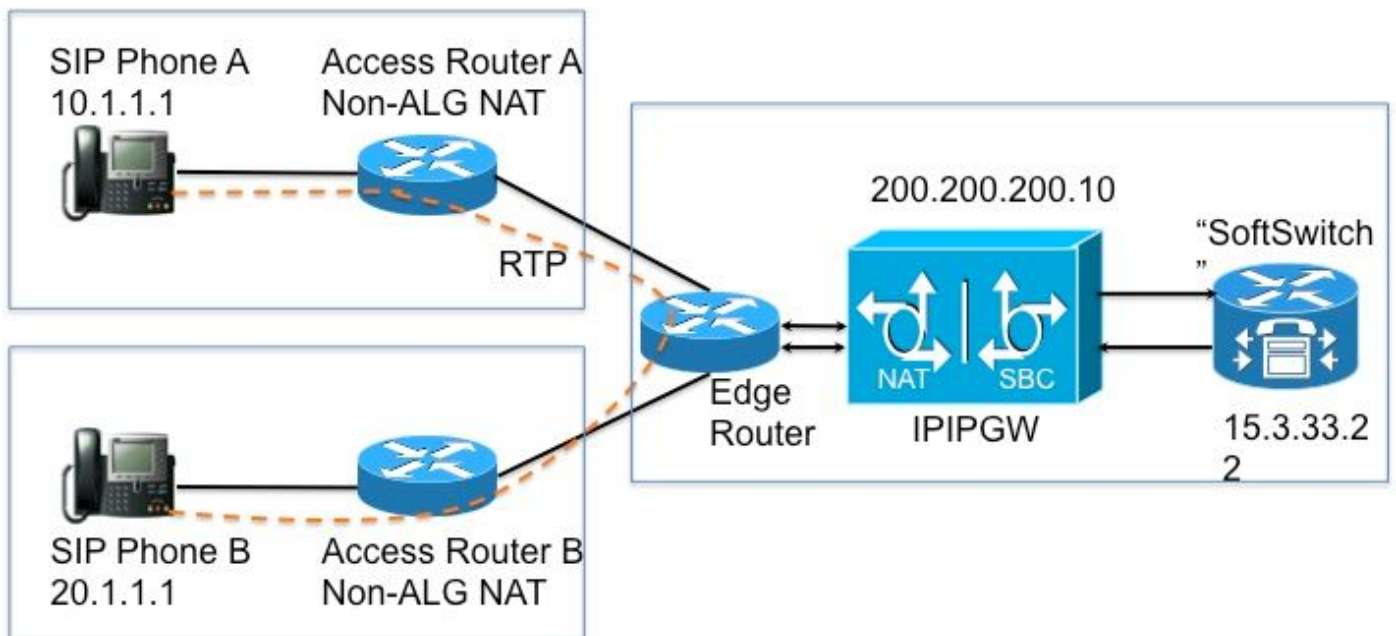 SIP Phone A
10.1.1.1
Access Router A
Non-ALG NAT
RTP
SIP Phone B
20.1.1.1
Access Router B
Non-ALG NAT
Edge
Router
200.200.200.10
NAT
SBC
IPIPGW
“SoftSwitch
”
15.3.33.2
2